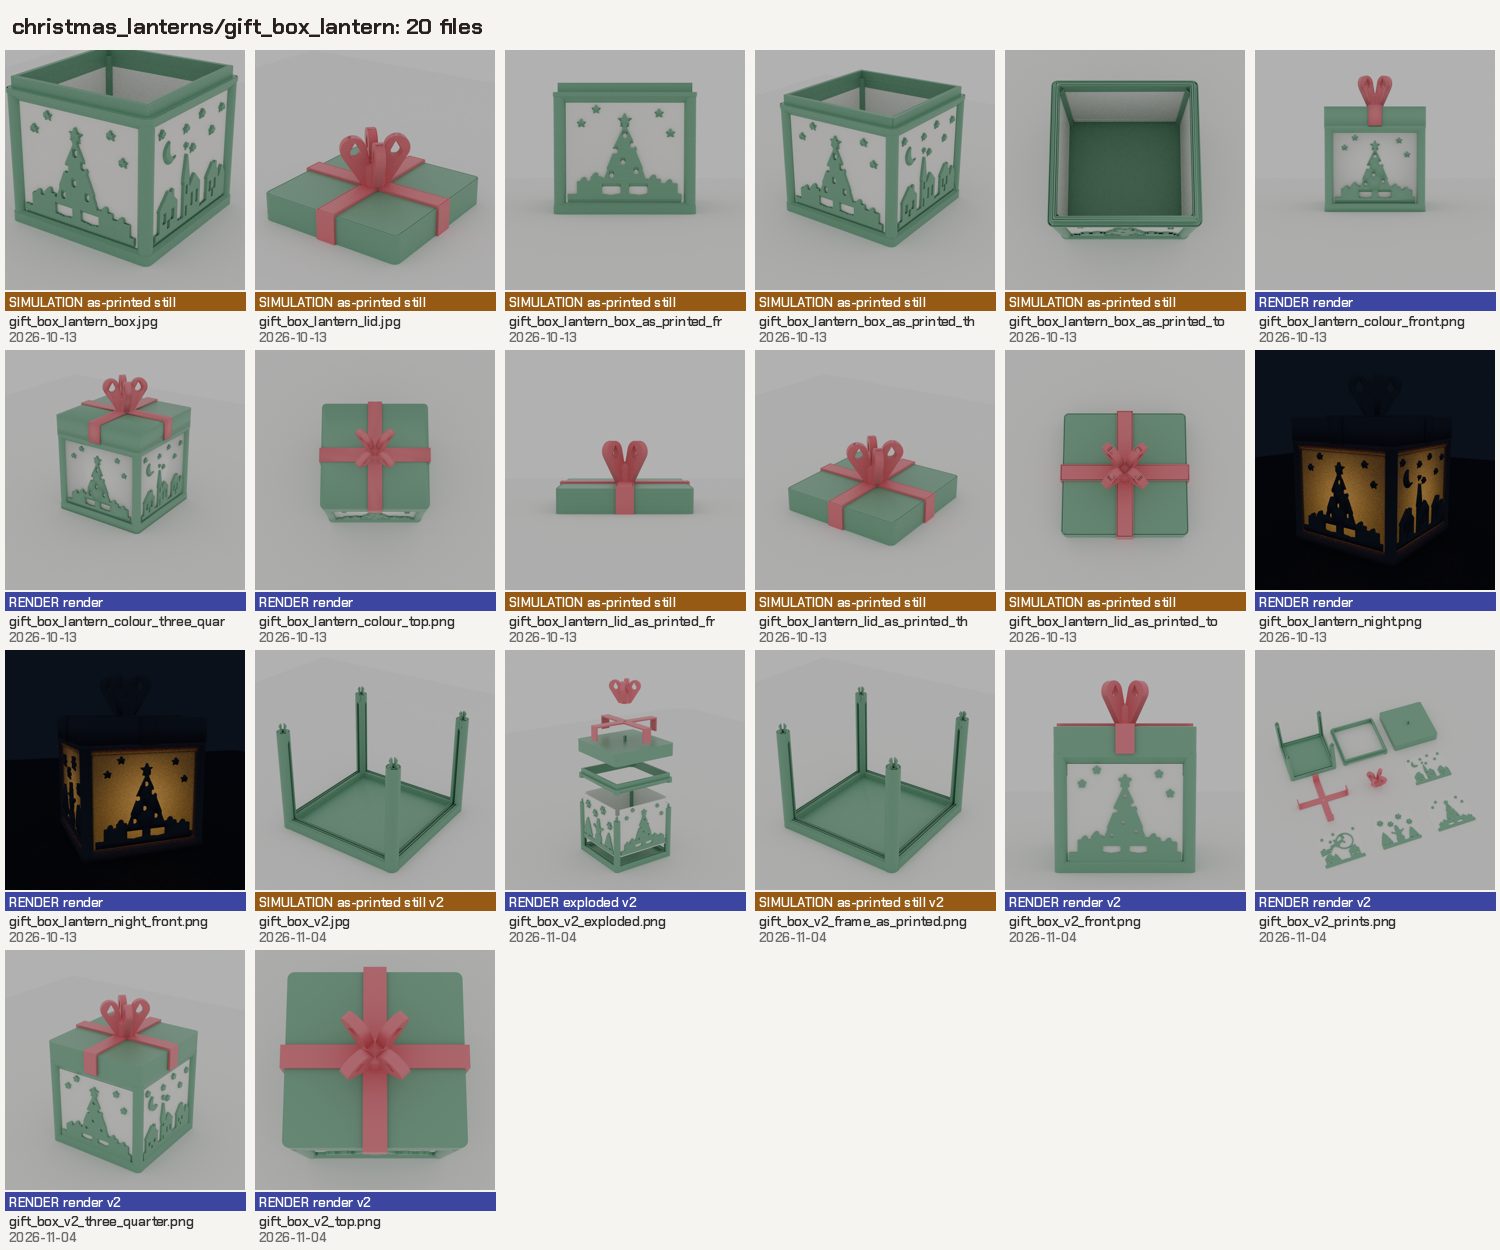 christmas_lanterns/gift_box_lantern: 20 files
SIMULATION as-printed still
gift_box_lantern_box.jpg
2026-10-13
SIMULATION as-printed still
gift_box_lantern_lid.jpg
2026-10-13
SIMULATION as-printed still
gift_box_lantern_box_as_printed_fr
2026-10-13
SIMULATION as-printed still
gift_box_lantern_box_as_printed_th
2026-10-13
SIMULATION as-printed still
gift_box_lantern_box_as_printed_to
2026-10-13
RENDER render
gift_box_lantern_colour_front.png
2026-10-13
RENDER render
gift_box_lantern_colour_three_quar
2026-10-13
RENDER render
gift_box_lantern_colour_top.png
2026-10-13
SIMULATION as-printed still
gift_box_lantern_lid_as_printed_fr
2026-10-13
SIMULATION as-printed still
gift_box_lantern_lid_as_printed_th
2026-10-13
SIMULATION as-printed still
gift_box_lantern_lid_as_printed_to
2026-10-13
RENDER render
gift_box_lantern_night.png
2026-10-13
RENDER render
gift_box_lantern_night_front.png
2026-10-13
SIMULATION as-printed still v2
gift_box_v2.jpg
2026-11-04
RENDER exploded v2
gift_box_v2_exploded.png
2026-11-04
SIMULATION as-printed still v2
gift_box_v2_frame_as_printed.png
2026-11-04
RENDER render v2
gift_box_v2_front.png
2026-11-04
RENDER render v2
gift_box_v2_prints.png
2026-11-04
RENDER render v2
gift_box_v2_three_quarter.png
2026-11-04
RENDER render v2
gift_box_v2_top.png
2026-11-04